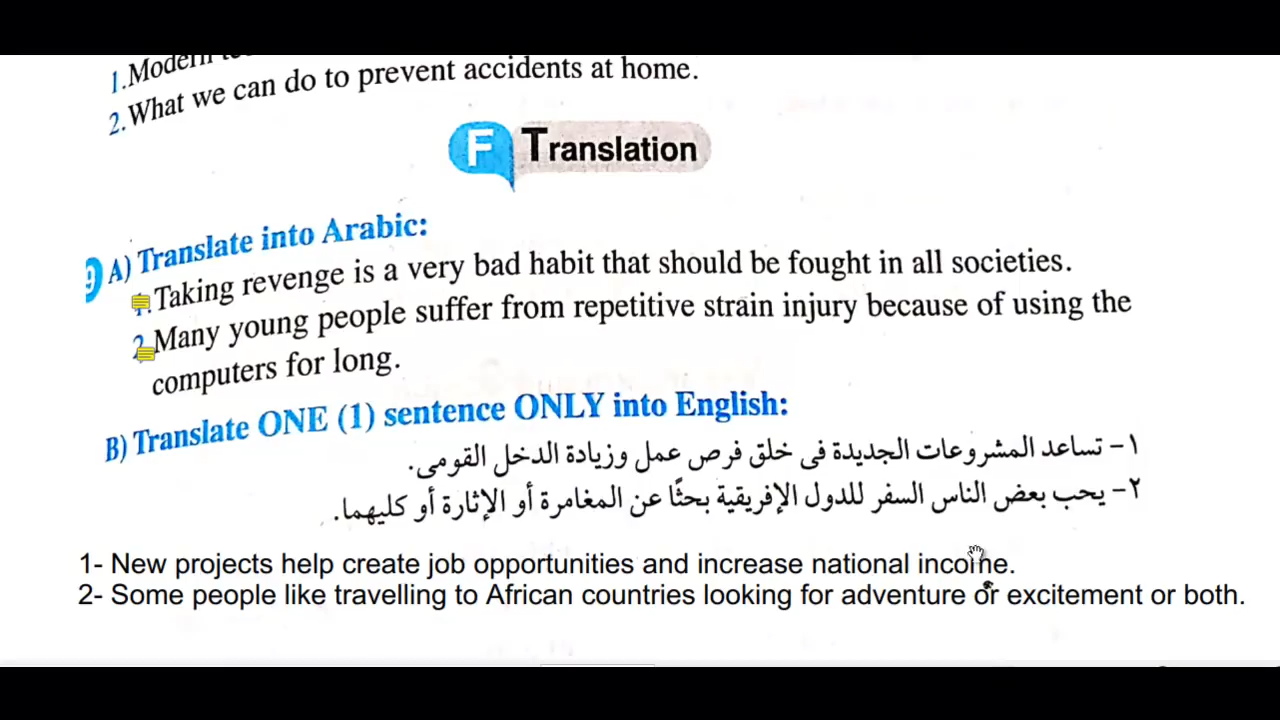 1.Modern
2.What we can do to prevent accidents at home.
F Translation
9 A) Translate into Arabic:
1.Taking revenge is a very bad habit that should be fought in all societies.
2.Many young people suffer from repetitive strain injury because of using the
computers for long.
B) Translate ONE (1) sentence ONLY into English:
١- تساعد المشروعات الجديدة فى خلق فرص عمل وزيادة الدخل القومى.
٢- يحب بعض الناس السفر للدول الإفريقية بحثًا عن المغامرة أو الإثارة أو كليهما.
1- New projects help create job opportunities and increase national income.
2- Some people like travelling to African countries looking for adventure or excitement or both.